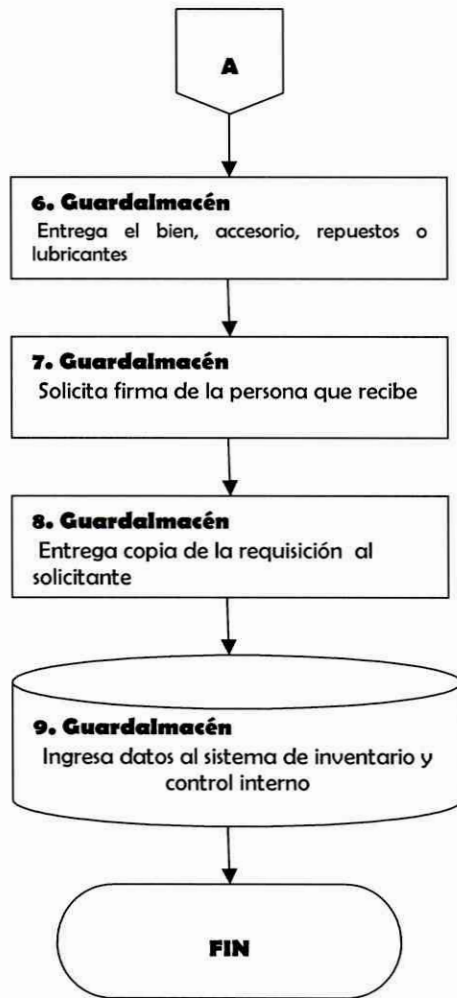 A
6. Guardalmacén
Entrega el bien, accesorio, repuestos o
lubricantes
7. Guardalmacén
Solicita firma de la persona que recibe
8. Guardalmacén
Entrega copia de la requisición al
solicitante
9. Guardalmacén
Ingresa datos al sistema de inventario y
control interno
FIN